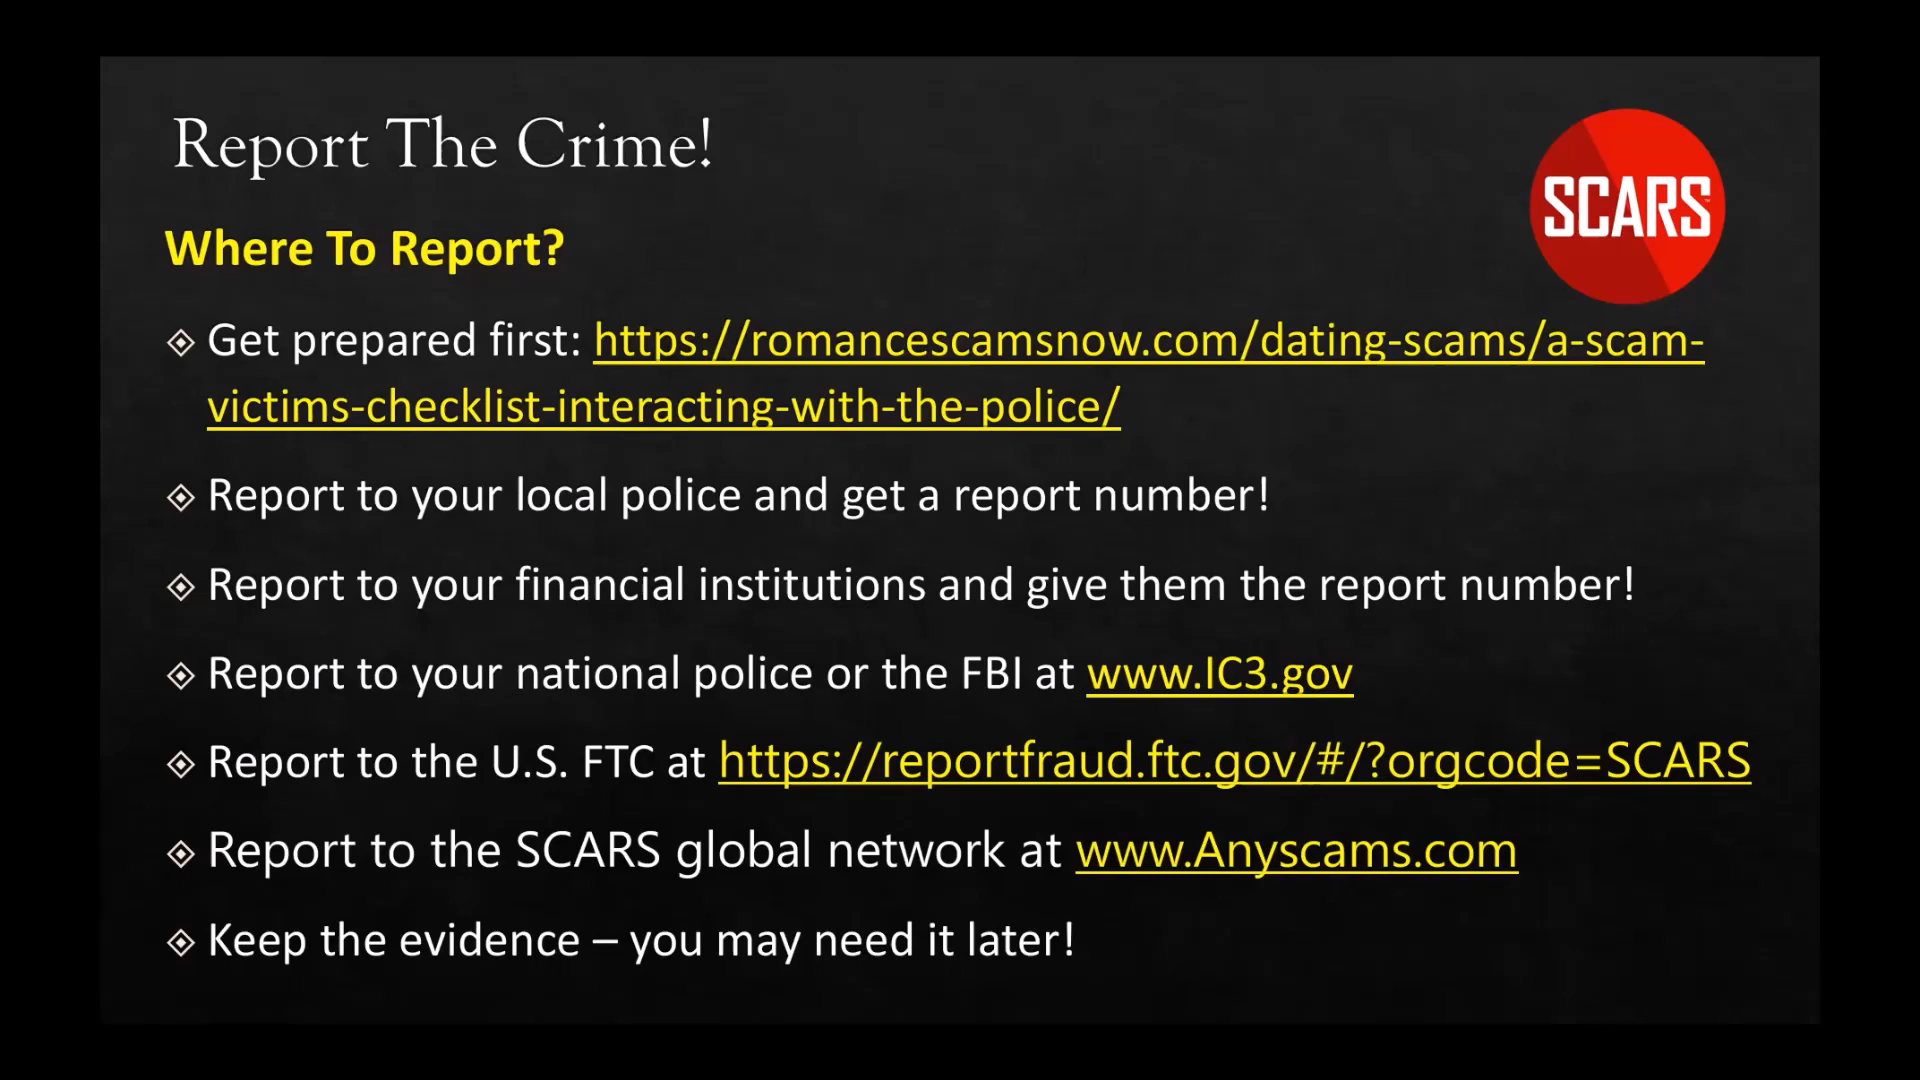 Report The Crime!
SCARS
Where To Report?
Get prepared first: https://romancescamsnow.com/dating-scams/a-scam-
victims-checklist-interacting-with-the-police/
Report to your local police and get a report number!
Report to your financial institutions and give them the report number!
Report to your national police or the FBI at www.IC3.gov
Report to the U.S. FTC at https://reportfraud.ftc.gov/#/?orgcode=SCARS
Report to the SCARS global network at www.Anyscams.com
Keep the evidence – you may need it later!